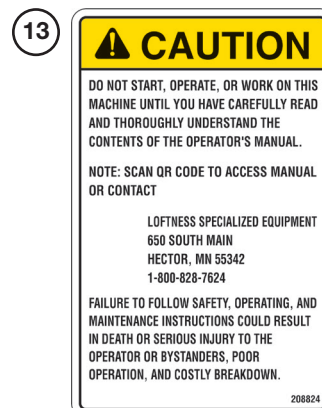 13
CAUTION
DO NOT START, OPERATE, OR WORK ON THIS
MACHINE UNTIL YOU HAVE CAREFULLY READ
AND THOROUGHLY UNDERSTAND THE
CONTENTS OF THE OPERATOR'S MANUAL.
NOTE: SCAN QR CODE TO ACCESS MANUAL
OR CONTACT
LOFTNESS SPECIALIZED EQUIPMENT
650 SOUTH MAIN
HECTOR, MN 55342
1-800-828-7624
FAILURE TO FOLLOW SAFETY, OPERATING, AND
MAINTENANCE INSTRUCTIONS COULD RESULT
IN DEATH OR SERIOUS INJURY TO THE
OPERATOR OR BYSTANDERS, POOR
OPERATION, AND COSTLY BREAKDOWN.
208824